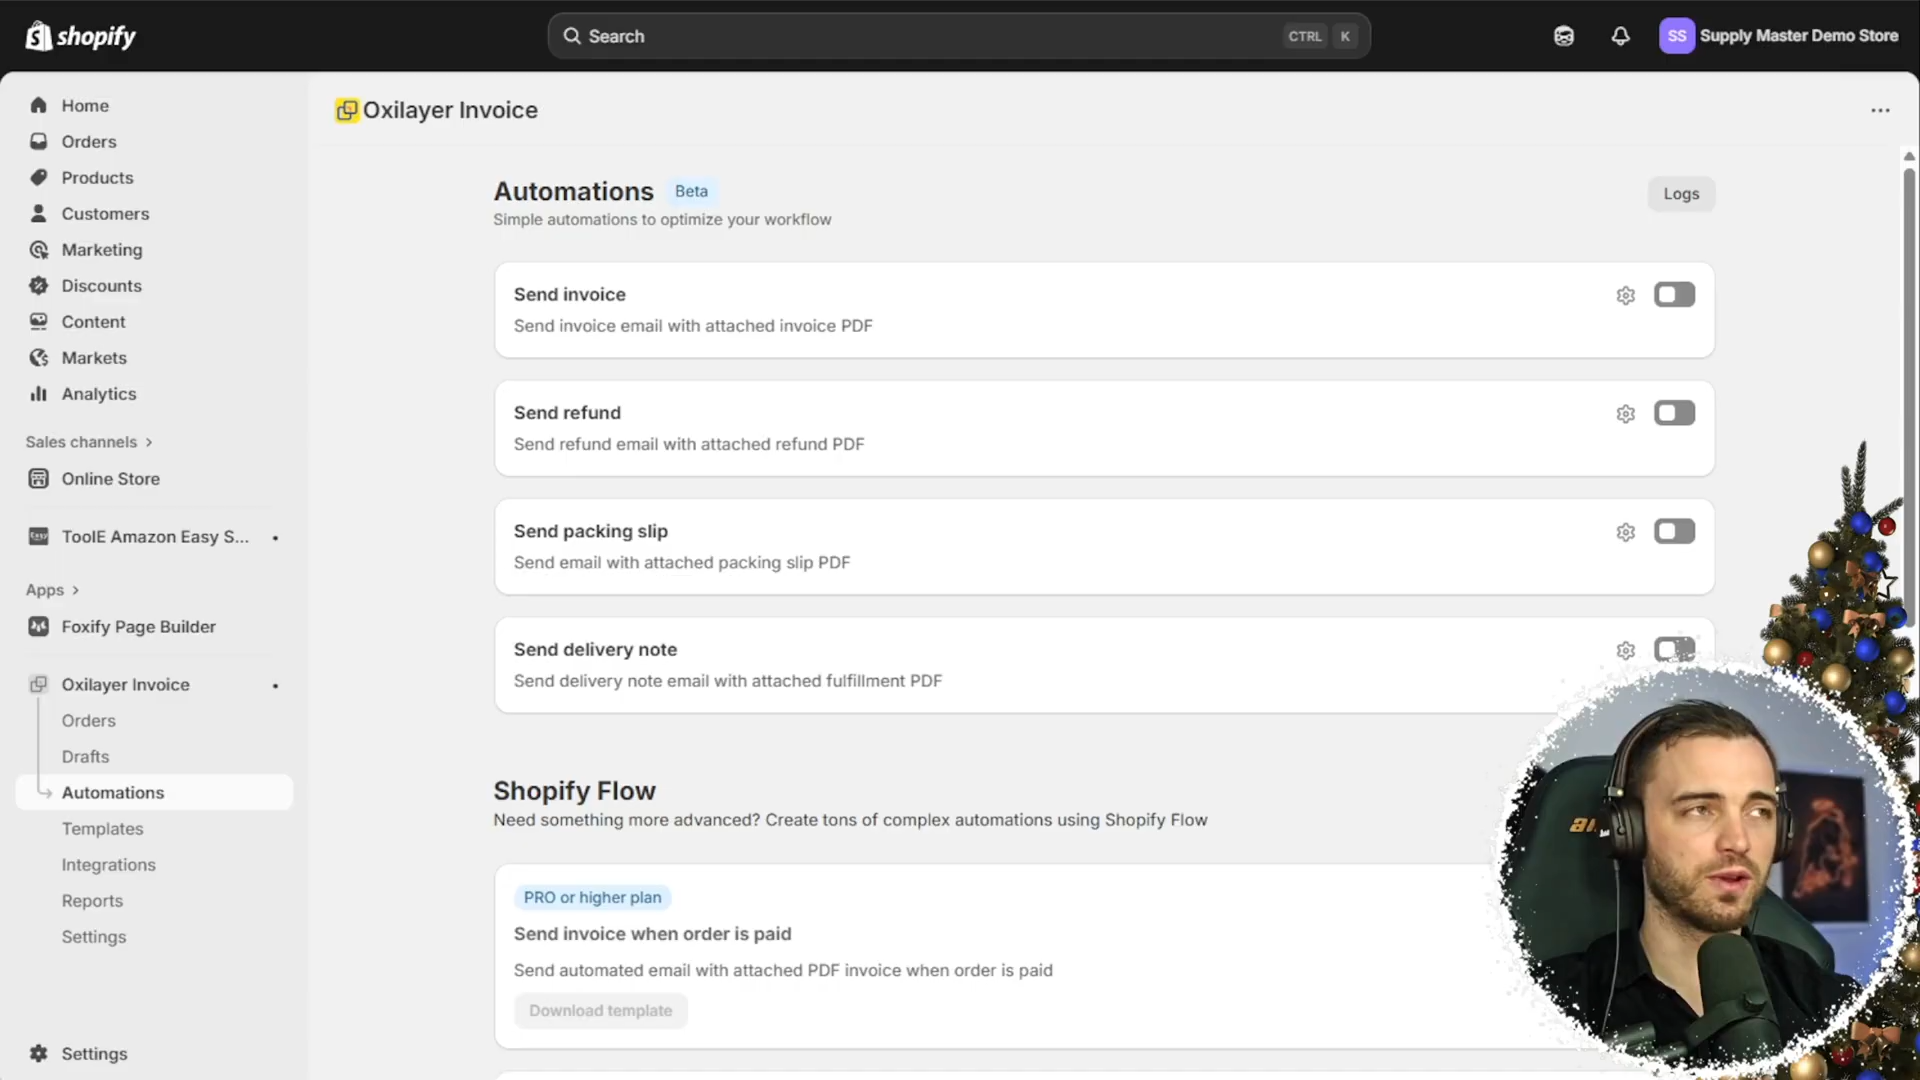 shopify
Search
CTRL K
SS
Supply Master Demo Store
Home
Orders
Products
Customers
Marketing
Discounts
Content
Markets
Analytics
Sales channels
Online Store
ToolE Amazon Easy S...
Apps
Foxify Page Builder
Oxilayer Invoice
Orders
Drafts
Automations
Templates
Integrations
Reports
Settings
Settings
Oxilayer Invoice
Automations Beta
Simple automations to optimize your workflow
Logs
Send invoice
Send invoice email with attached invoice PDF
Send refund
Send refund email with attached refund PDF
Send packing slip
Send email with attached packing slip PDF
Send delivery note
Send delivery note email with attached fulfillment PDF
Shopify Flow
Need something more advanced? Create tons of complex automations using Shopify Flow
PRO or higher plan
Send invoice when order is paid
Send automated email with attached PDF invoice when order is paid
Download template